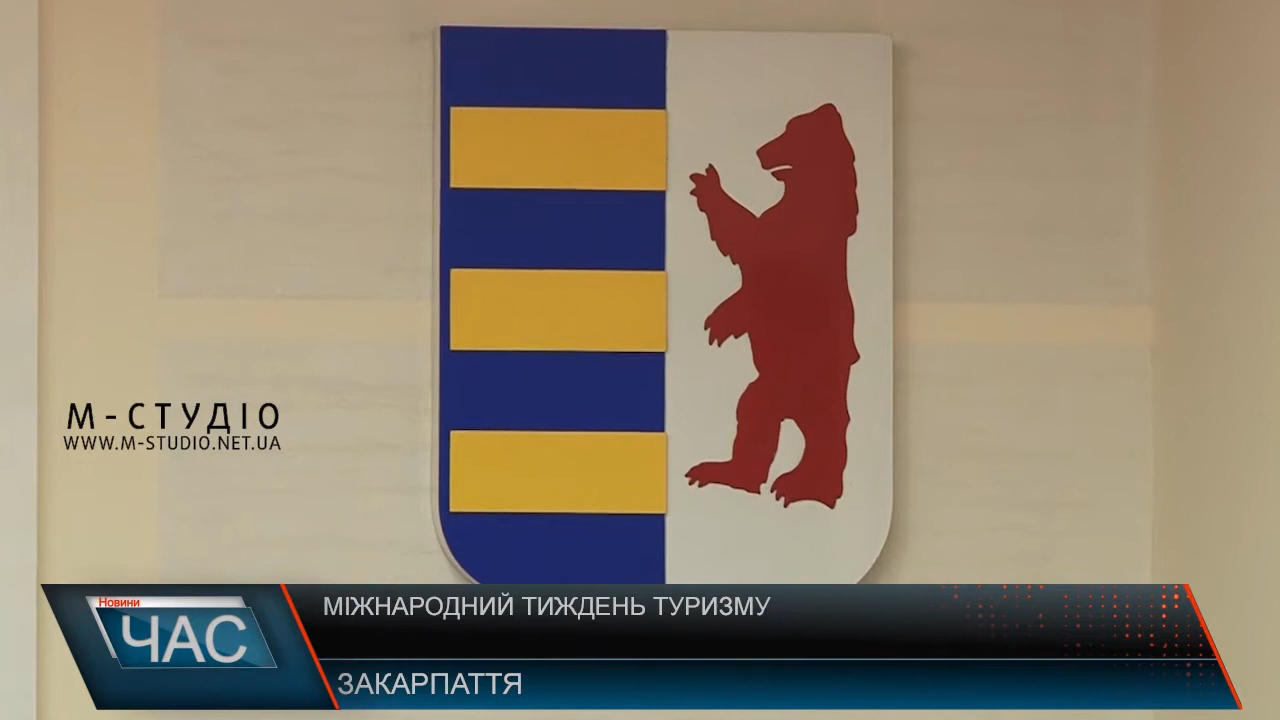 М-СТУДІО
WWW.M-STUDIO.NET.UA
Новини
ЧАС
МІЖНАРОДНИЙ ТИЖДЕНЬ ТУРИЗМУ
ЗАКАРПАТТЯ